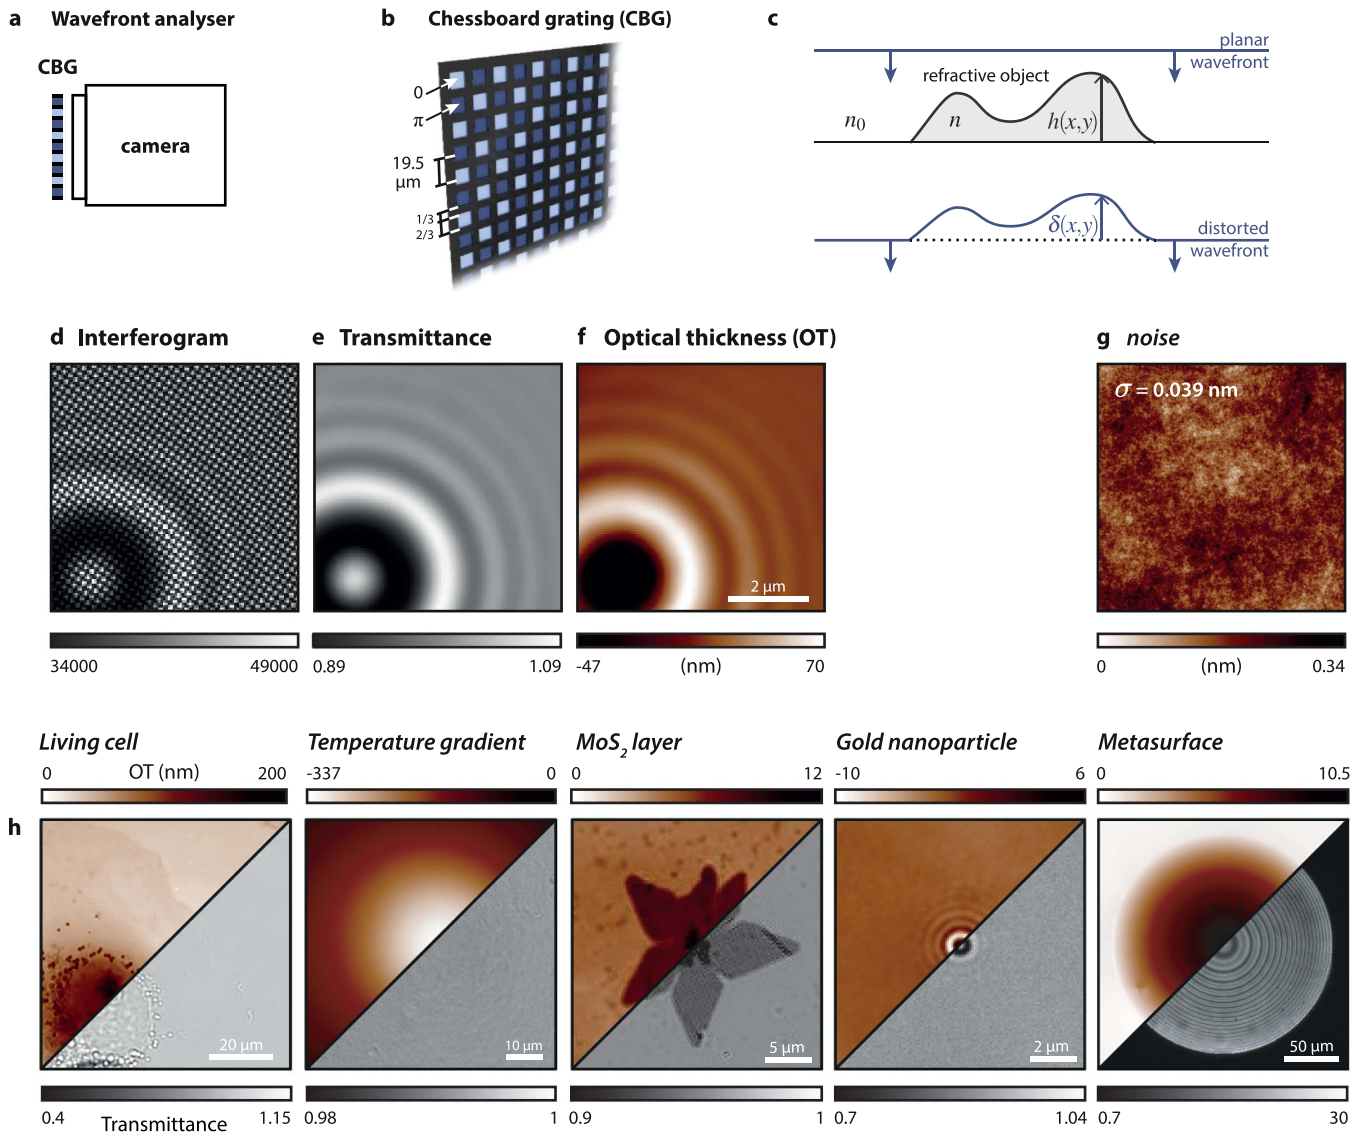 a Wavefront analyser
CBG
camera
b Chessboard grating (CBG)
0
π
19.5
μm
1/3
2/3
c
planar
wavefront
refractive object
n0
n
h(x,y)
δ(x,y)
distorted
wavefront
d Interferogram
34000 49000
e Transmittance
0.89 1.09
f Optical thickness (OT)
2 μm
-47 (nm) 70
g noise
σ = 0.039 nm
0 (nm) 0.34
h
Living cell
0 OT (nm) 200
20 μm
0.4 1.15
Transmittance
Temperature gradient
-337 0
10 μm
0.98 1
MoS2 layer
0 12
5 μm
0.9 1
Gold nanoparticle
-10 6
2 μm
0.7 1.04
Metasurface
0 10.5
50 μm
0.7 30